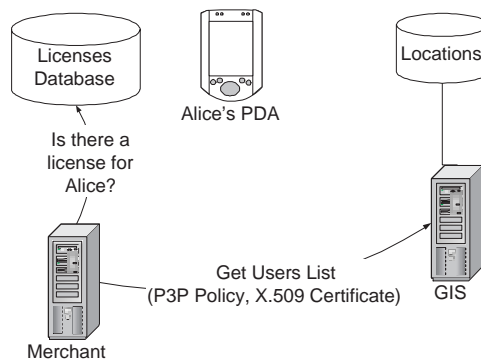 Licenses
Database
Locations
Alice's PDA
Is there a
license for
Alice?
Get Users List
(P3P Policy, X.509 Certificate)
GIS
Merchant